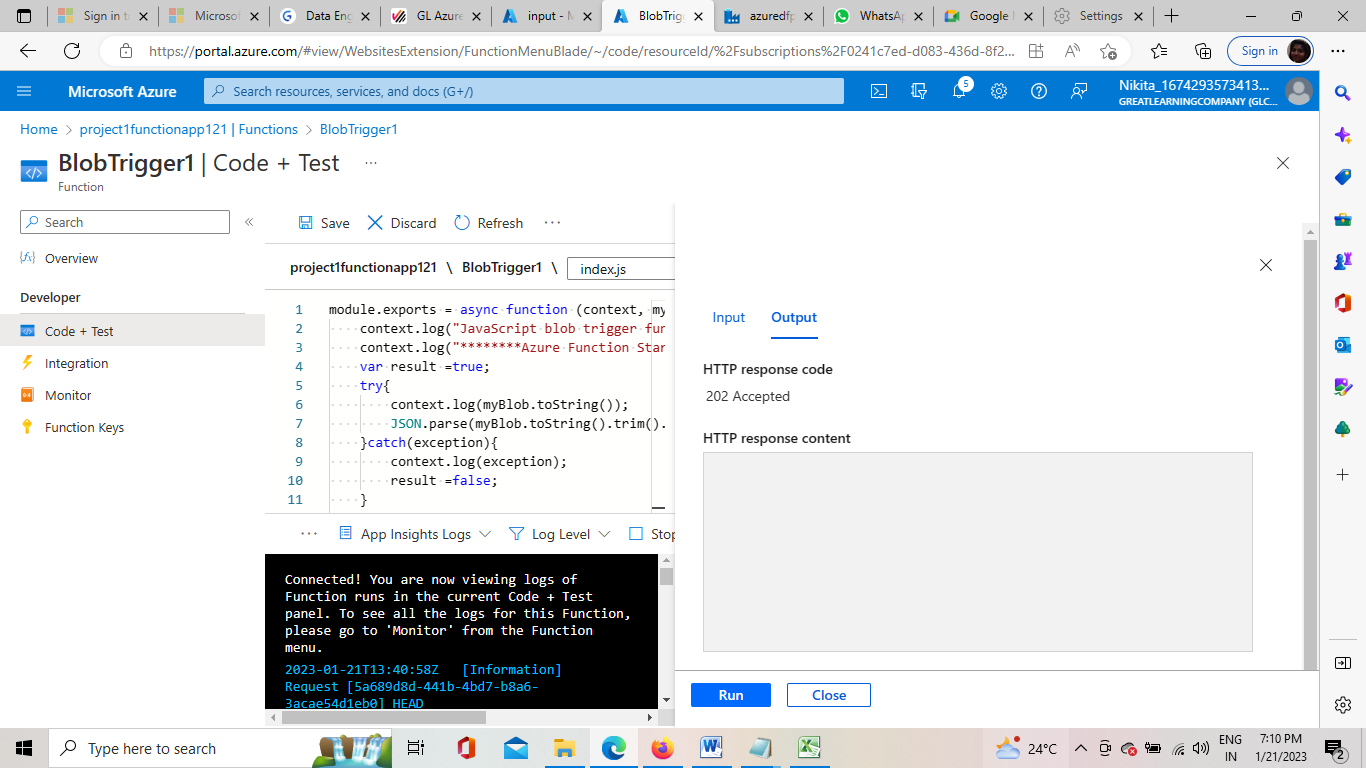 Sign in t
Microsof
Data Eng
GL Azure
input - M
BlobTrigg
azuredfp
WhatsAp
Google M
Settings
https://portal.azure.com/#view/WebsitesExtension/FunctionMenuBlade/~/code/resourceId/%2Fsubscriptions%2F0241c7ed-d083-436d-8f2...
Sign in
Microsoft Azure
Search resources, services, and docs (G+/)
5
Nikita_1674293573413...
GREATLEARNINGCOMPANY (GLC...
Home > project1functionapp121 | Functions > BlobTrigger1
BlobTrigger1 | Code + Test ...
Function
Search
«
Overview
Developer
Code + Test
Integration
Monitor
Function Keys
Save
Discard
Refresh
...
project1functionapp121 \ BlobTrigger1 \ index.js
1 module.exports = async function (context, my
2 context.log("JavaScript blob trigger fun
3 context.log("********Azure Function Star
4 var result =true;
5 try{
6 context.log(myBlob.toString());
7 JSON.parse(myBlob.toString().trim().
8 }catch(exception){
9 context.log(exception);
10 result =false;
11 }
... App Insights Logs Log Level Stop
Connected! You are now viewing logs of
Function runs in the current Code + Test
panel. To see all the logs for this Function,
please go to 'Monitor' from the Function
menu.
2023-01-21T13:40:58Z [Information]
Request [5a689d8d-441b-4bd7-b8a6-
3acae54d1eb0] HEAD
Input
Output
HTTP response code
202 Accepted
HTTP response content
Run
Close
Type here to search
24°C
ENG
IN
7:10 PM
1/21/2023
2